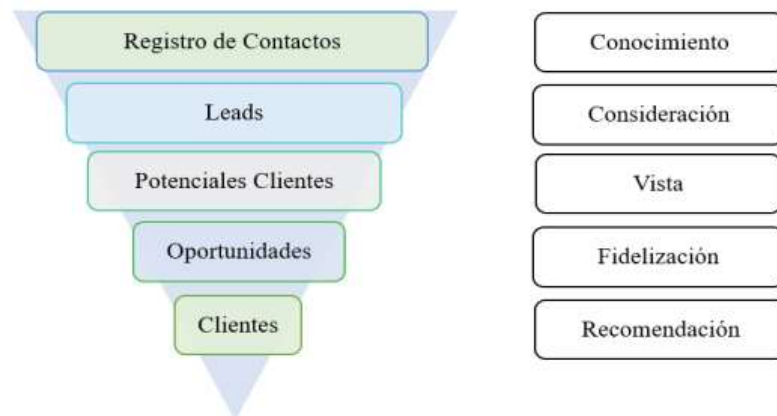 Registro de Contactos
Conocimiento
Leads
Consideración
Potenciales Clientes
Vista
Oportunidades
Fidelización
Clientes
Recomendación